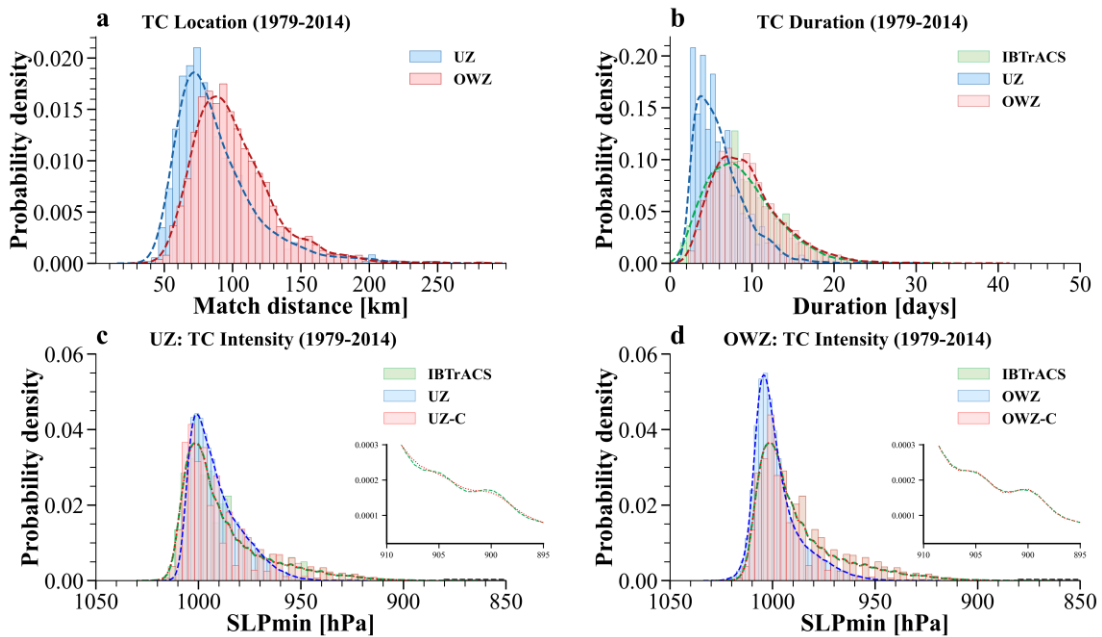 a TC Location (1979-2014)
UZ
OWZ
Probability density
0.020
0.015
0.010
0.005
0.000
0 50 100 150 200 250
Match distance [km]
b TC Duration (1979-2014)
IBTrACS
UZ
OWZ
Probability density
0.20
0.15
0.10
0.05
0.00
0 10 20 30 40 50
Duration [days]
c UZ: TC Intensity (1979-2014)
IBTrACS
UZ
UZ-C
Probability density
0.06
0.04
0.02
0.00
1050 1000 950 900 850
SLPmin [hPa]
0.0003
0.0002
0.0001
910 905 900 895
d OWZ: TC Intensity (1979-2014)
IBTrACS
OWZ
OWZ-C
Probability density
0.06
0.04
0.02
0.00
1050 1000 950 900 850
SLPmin [hPa]
0.0003
0.0002
0.0001
910 905 900 895